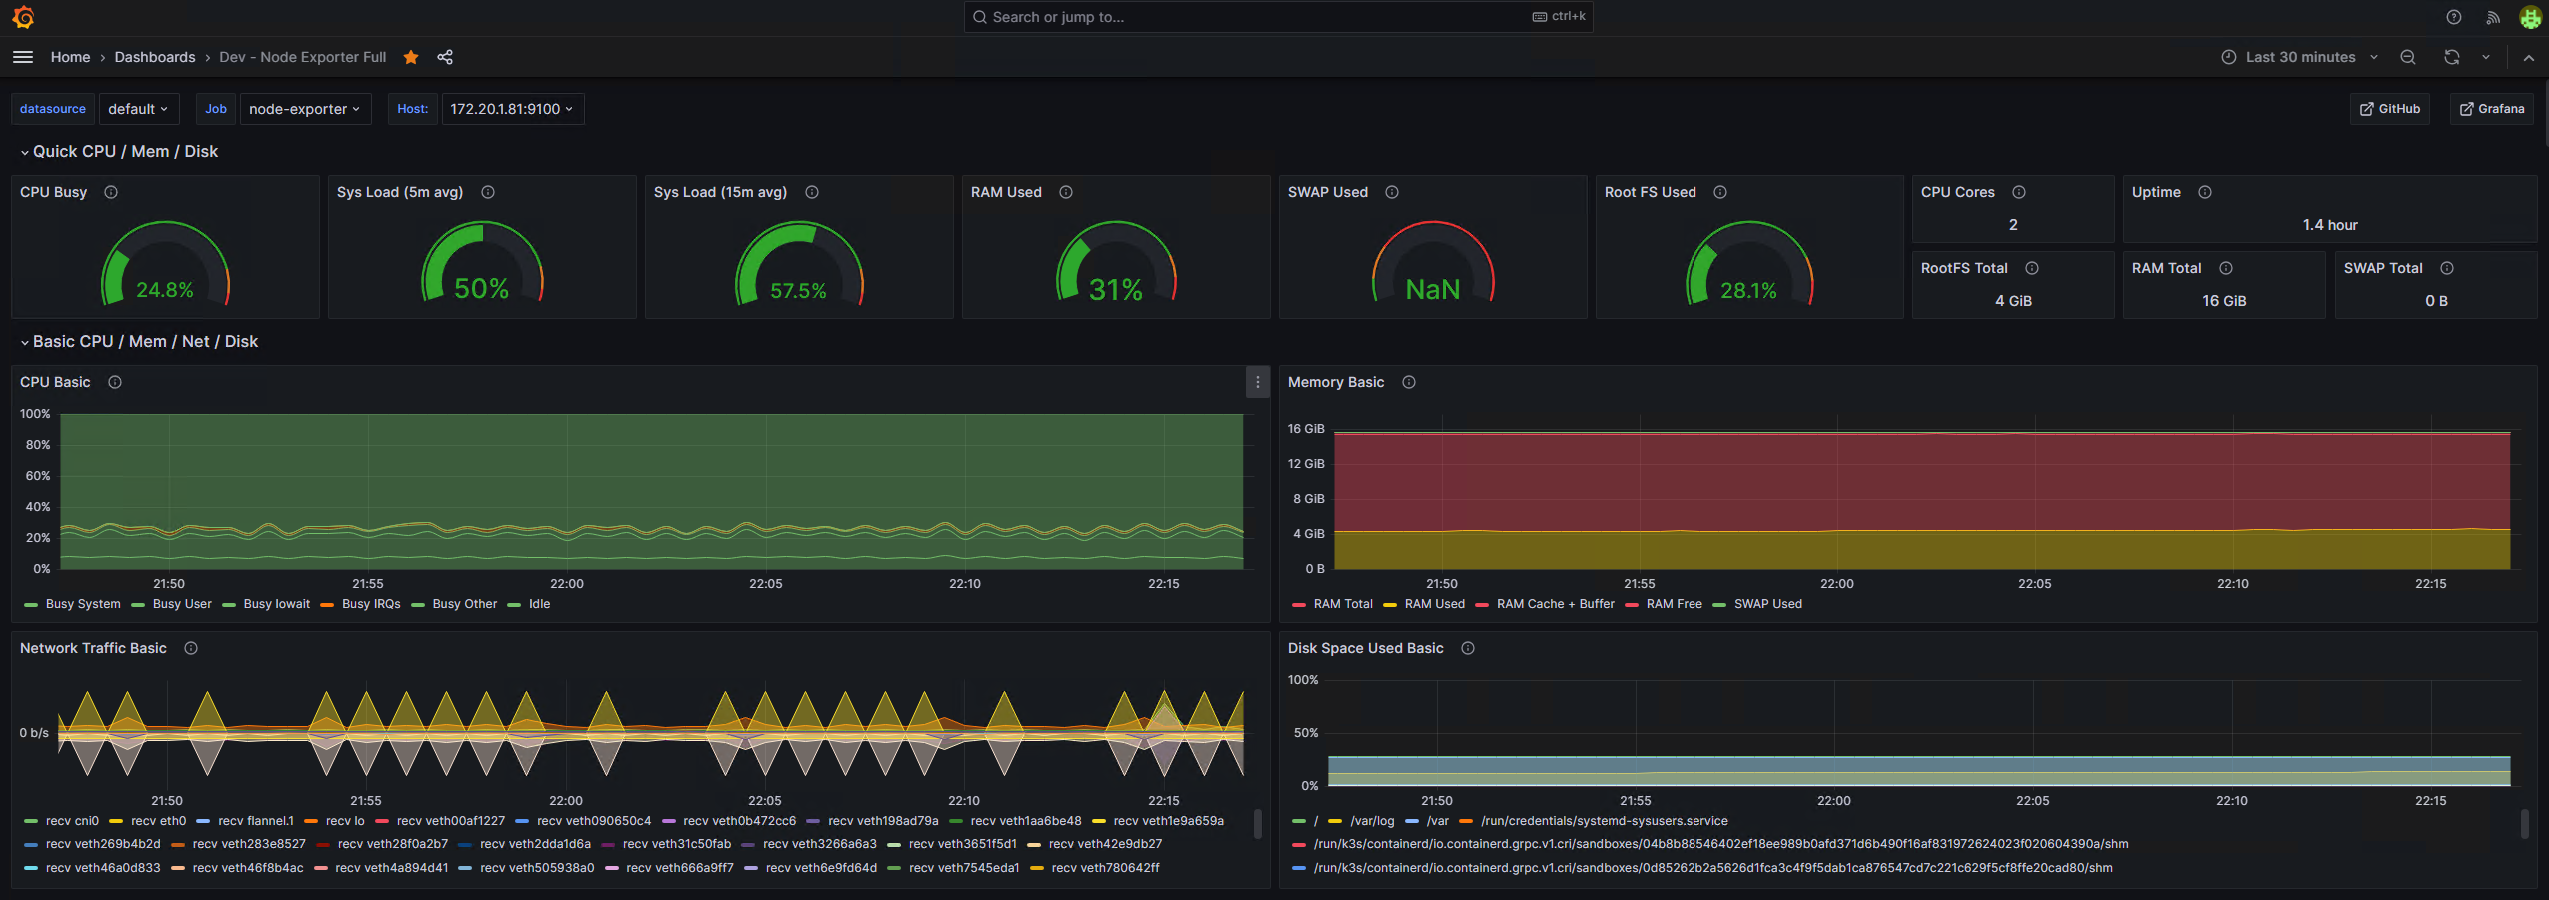 Search or jump to... ctrl+k
Home › Dashboards › Dev - Node Exporter Full Last 30 minutes
datasource default Job node-exporter Host: 172.20.1.81:9100 GitHub Grafana
Quick CPU / Mem / Disk
CPU Busy Sys Load (5m avg) Sys Load (15m avg) RAM Used SWAP Used Root FS Used CPU Cores Uptime
2 1.4 hour
RootFS Total RAM Total SWAP Total
24.8% 50% 57.5% 31% NaN 28.1% 4 GiB 16 GiB 0 B
Basic CPU / Mem / Net / Disk
CPU Basic
100%
80%
60%
40%
20%
0%
21:50 21:55 22:00 22:05 22:10 22:15
Busy System Busy User Busy Iowait Busy IRQs Busy Other Idle
Memory Basic
16 GiB
12 GiB
8 GiB
4 GiB
0 B
21:50 21:55 22:00 22:05 22:10 22:15
RAM Total RAM Used RAM Cache + Buffer RAM Free SWAP Used
Network Traffic Basic
0 b/s
21:50 21:55 22:00 22:05 22:10 22:15
recv cni0 recv eth0 recv flannel.1 recv lo recv veth00af1227 recv veth090650c4 recv veth0b472cc6 recv veth198ad79a recv veth1aa6be48 recv veth1e9a659a
recv veth269b4b2d recv veth283e8527 recv veth28f0a2b7 recv veth2dda1d6a recv veth31c50fab recv veth3266a6a3 recv veth3651f5d1 recv veth42e9db27
recv veth46a0d833 recv veth46f8b4ac recv veth4a894d41 recv veth505938a0 recv veth666a9ff7 recv veth6e9fd64d recv veth7545eda1 recv veth780642ff
Disk Space Used Basic
100%
50%
0%
21:50 21:55 22:00 22:05 22:10 22:15
/ /var/log /var /run/credentials/systemd-sysusers.service
/run/k3s/containerd/io.containerd.grpc.v1.cri/sandboxes/04b8b88546402ef18ee989b0afd371d6b490f16af831972624023f020604390a/shm
/run/k3s/containerd/io.containerd.grpc.v1.cri/sandboxes/0d85262b2a5626d1fca3c4f9f5dab1ca876547cd7c221c629f5cf8ffe20cad80/shm